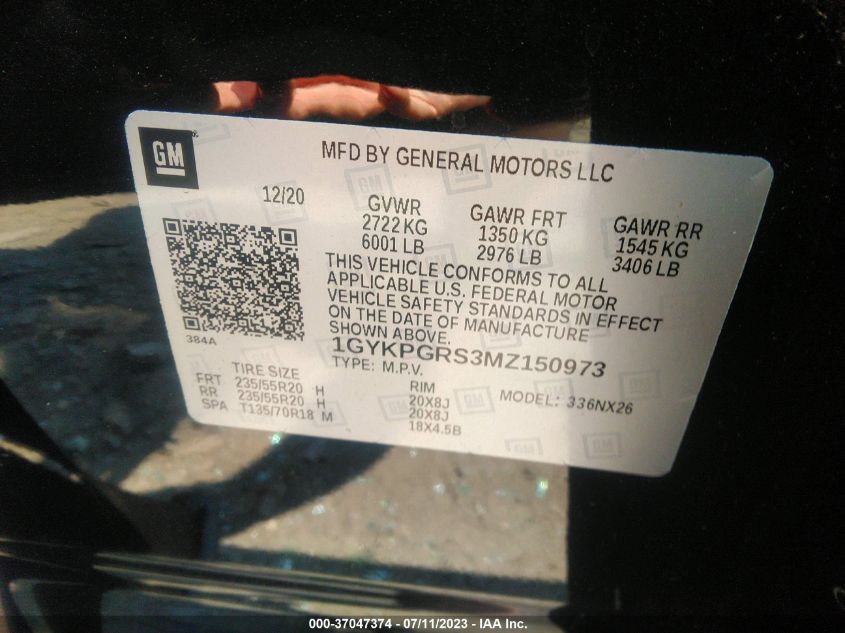 GM
MFD BY GENERAL MOTORS LLC
12/20
GVWR
2722 KG
6001 LB
GAWR FRT
1350 KG
2976 LB
GAWR RR
1545 KG
3406 LB
THIS VEHICLE CONFORMS TO ALL
APPLICABLE U.S. FEDERAL MOTOR
VEHICLE SAFETY STANDARDS IN EFFECT
ON THE DATE OF MANUFACTURE
SHOWN ABOVE.
384A
1GYKPGRS3MZ150973
TYPE: M.P.V.
MODEL: 336NX26
TIRE SIZE
RIM
FRT 235/55R20 H 20X8J
RR 235/55R20 H 20X8J
SPA T135/70R18 M 18X4.5B
000-37047374 - 07/11/2023 - IAA Inc.